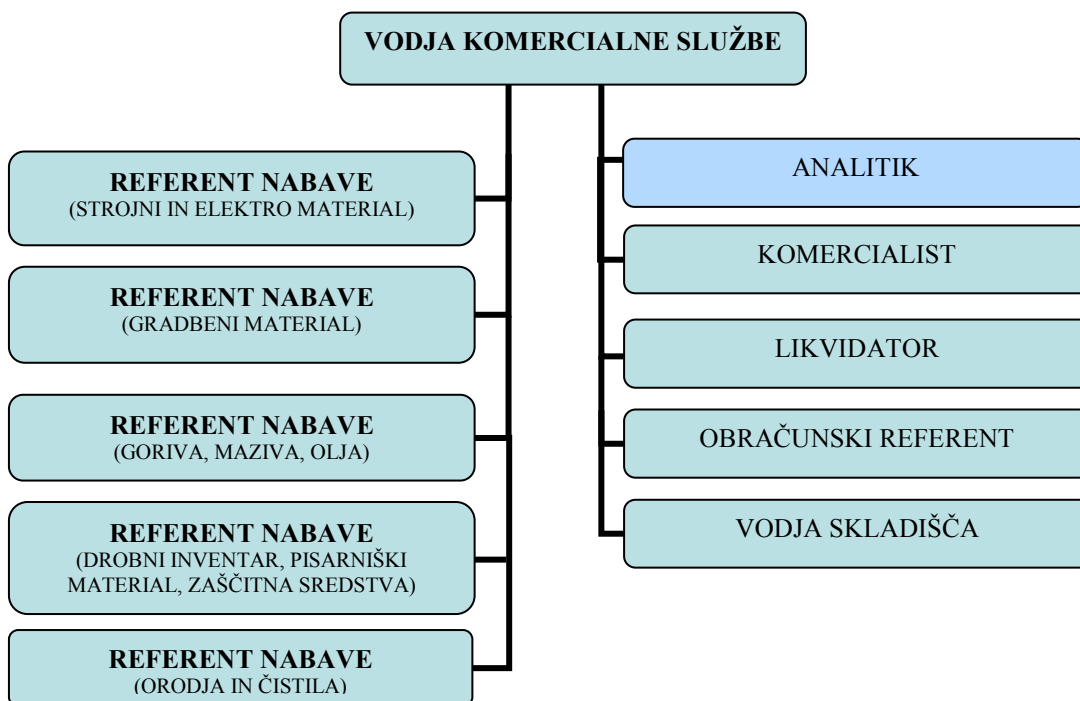 VODJA KOMERCIALNE SLUŽBE
REFERENT NABAVE
(STROJNI IN ELEKTRO MATERIAL)
REFERENT NABAVE
(GRADBENI MATERIAL)
REFERENT NABAVE
(GORIVA, MAZIVA, OLJA)
REFERENT NABAVE
(DROBNI INVENTAR, PISARNIŠKI
MATERIAL, ZAŠČITNA SREDSTVA)
REFERENT NABAVE
(ORODJA IN ČISTILA)
ANALITIK
KOMERCIALIST
LIKVIDATOR
OBRAČUNSKI REFERENT
VODJA SKLADIŠČA